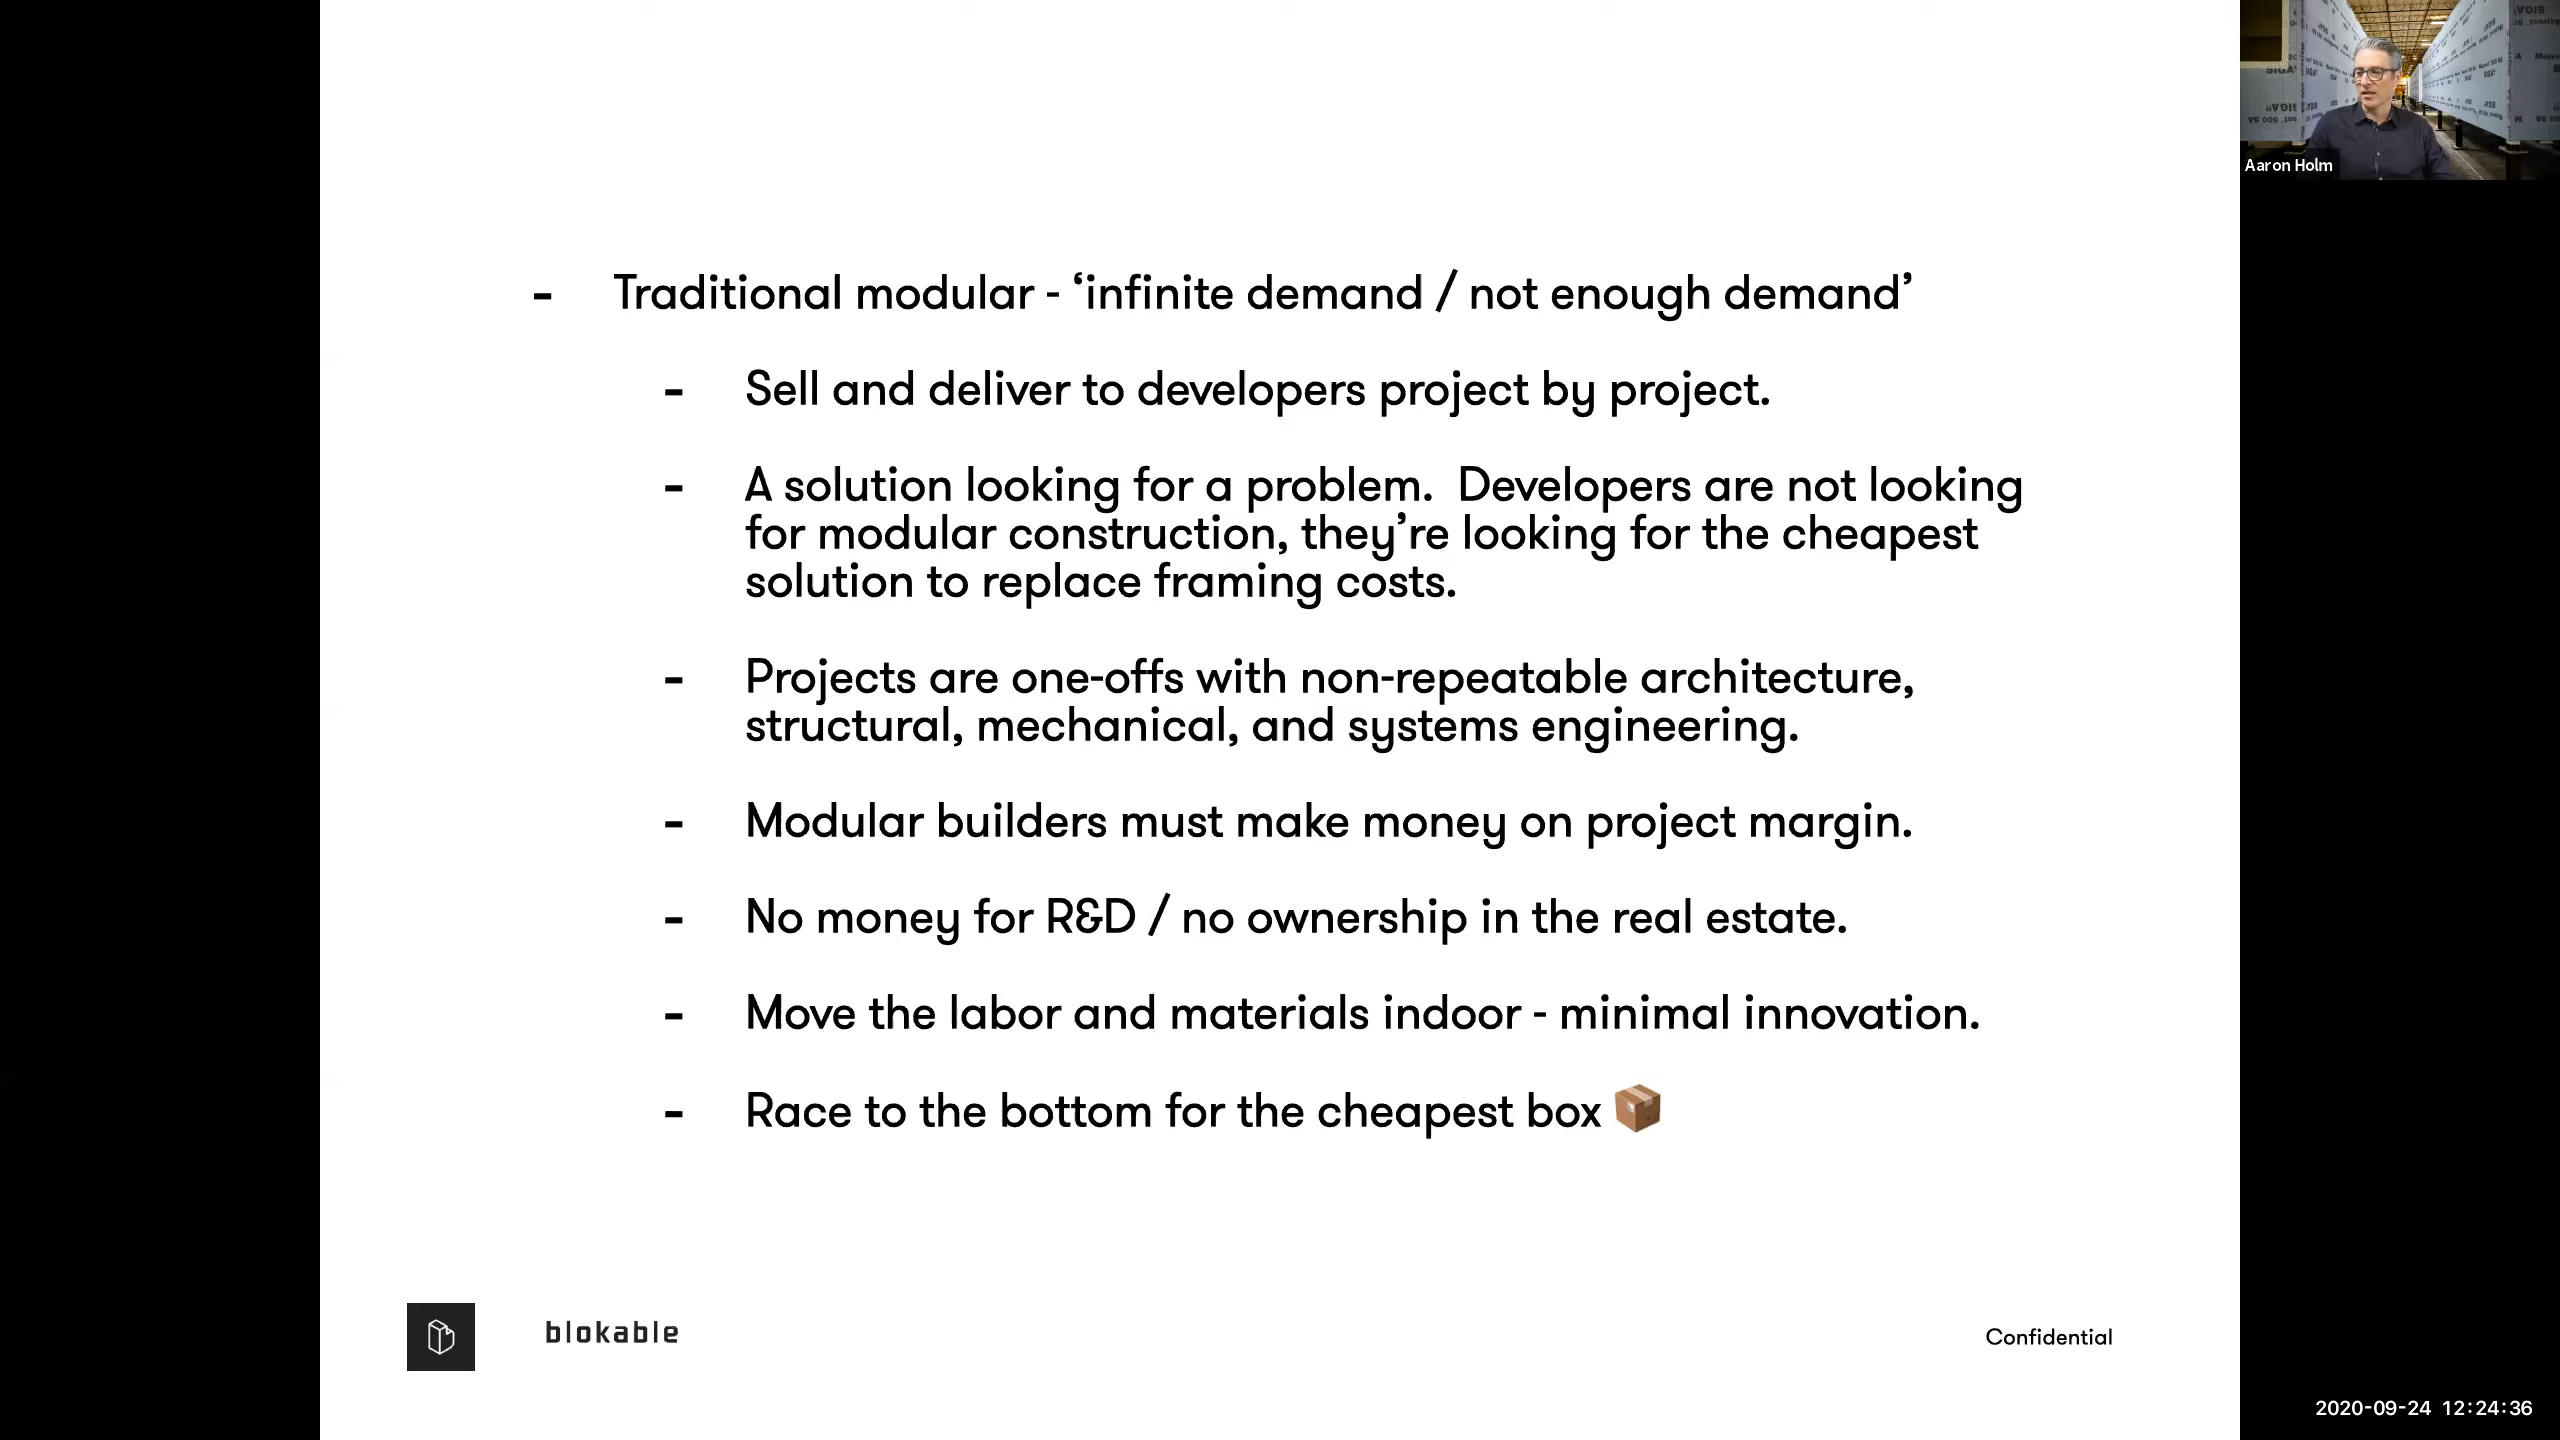 - Traditional modular - ‘infinite demand / not enough demand’
- Sell and deliver to developers project by project.
- A solution looking for a problem.  Developers are not looking
for modular construction, they’re looking for the cheapest
solution to replace framing costs.
- Projects are one-offs with non-repeatable architecture,
structural, mechanical, and systems engineering.
- Modular builders must make money on project margin.
- No money for R&D / no ownership in the real estate.
- Move the labor and materials indoor - minimal innovation.
- Race to the bottom for the cheapest box 📦
blokable
Confidential
Aaron Holm
SIGA
2020-09-24 12:24:36